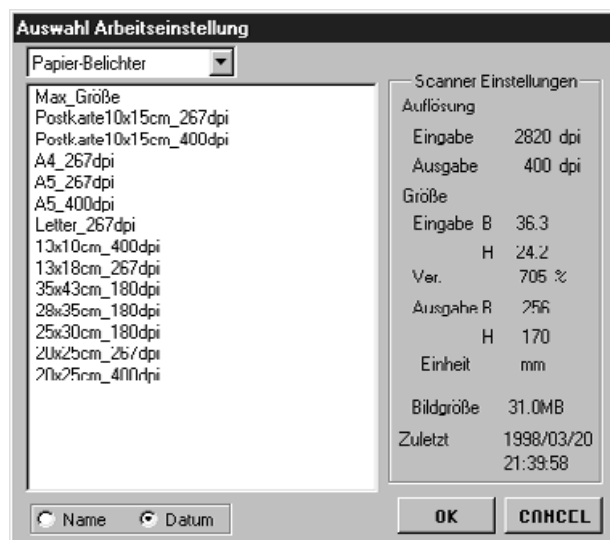 Auswahl Arbeitseinstellung
Papier-Belichter
Max_Größe
Postkarte10x15cm_267dpi
Postkarte10x15cm_400dpi
A4_267dpi
A5_267dpi
A5_400dpi
Letter_267dpi
13x10cm_400dpi
13x18cm_267dpi
35x43cm_180dpi
28x35cm_180dpi
25x30cm_180dpi
20x25cm_267dpi
20x25cm_400dpi
Name Datum
Scanner Einstellungen
Auflösung
Eingabe 2820 dpi
Ausgabe 400 dpi
Größe
Eingabe B 36.3
H 24.2
Ver. 705 %
Ausgabe B 256
H 170
Einheit mm
Bildgröße 31.0MB
Zuletzt 1998/03/20
21:39:58
OK CANCEL